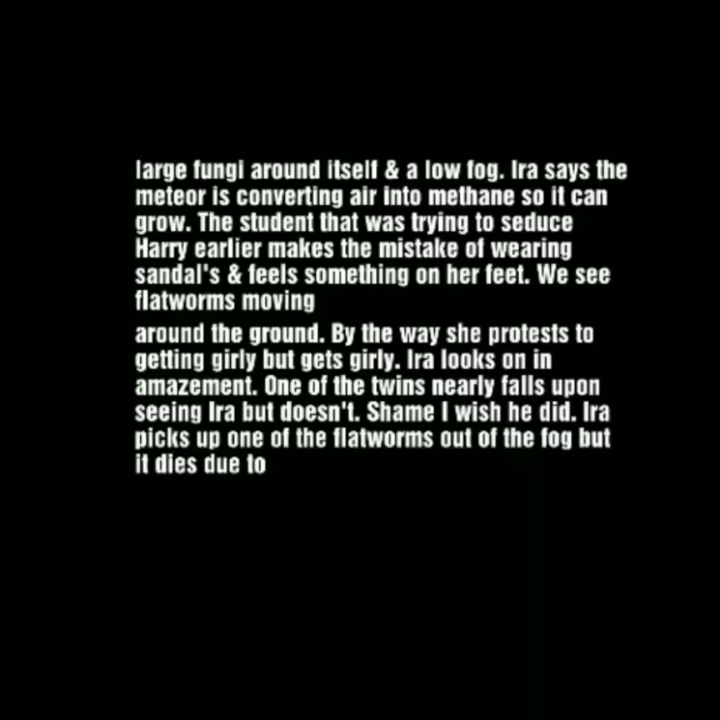 large fungi around itself & a low fog. Ira says the
meteor is converting air into methane so it can
grow. The student that was trying to seduce
Harry earlier makes the mistake of wearing
sandal's & feels something on her feet. We see
flatworms moving
around the ground. By the way she protests to
getting girly but gets girly. Ira looks on in
amazement. One of the twins nearly falls upon
seeing Ira but doesn't. Shame I wish he did. Ira
picks up one of the flatworms out of the fog but
it dies due to